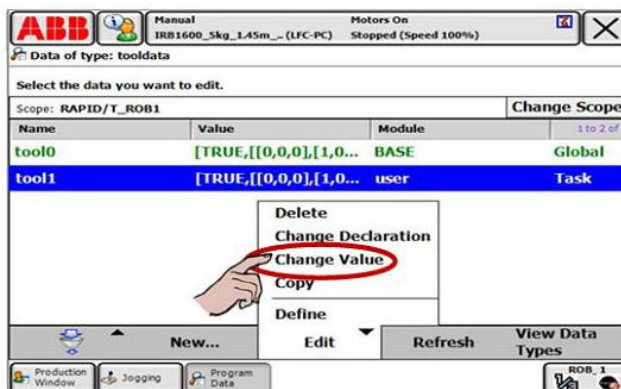 ABB Manual Motors On
IRB1600_5kg_1.45m_.. (LFC-PC) Stopped (Speed 100%)
Data of type: tooldata
Select the data you want to edit.
Scope: RAPID/T_ROB1 Change Scope
Name Value Module 1 to 2 of
tool0 [TRUE,[[0,0,0],[1,0... BASE Global
tool1 [TRUE,[[0,0,0],[1,0... user Task
Delete
Change Declaration
Change Value
Copy
Define
New... Edit Refresh View Data Types
Production Window Jogging Program Data ROB_1